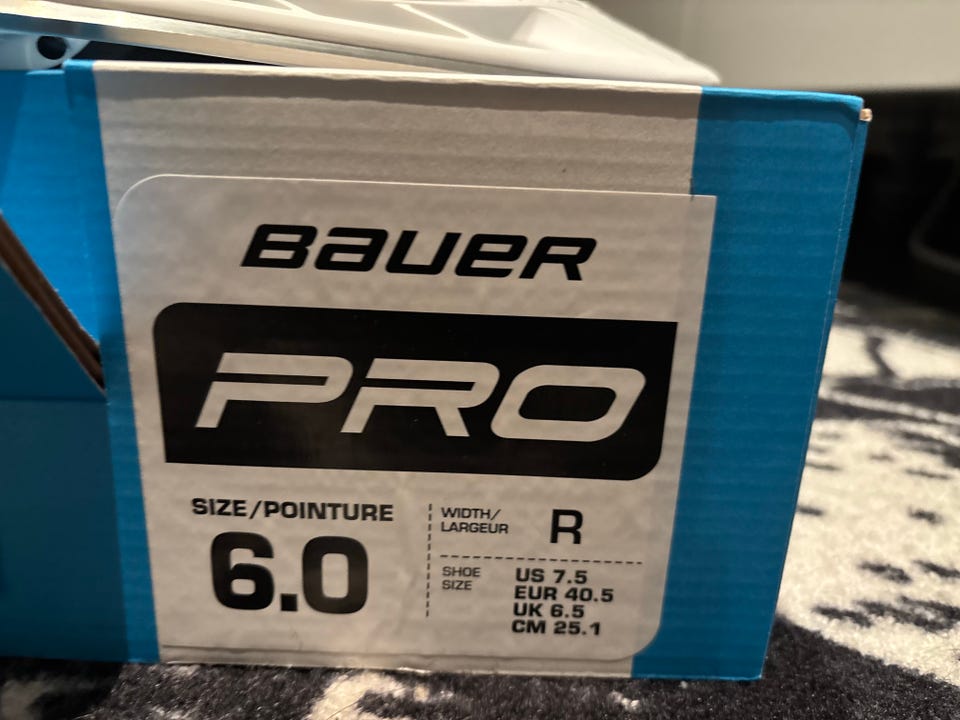 BAUER
PRO
SIZE/POINTURE
6.0
WIDTH/
LARGEUR
R
SHOE
SIZE
US 7.5
EUR 40.5
UK 6.5
CM 25.1